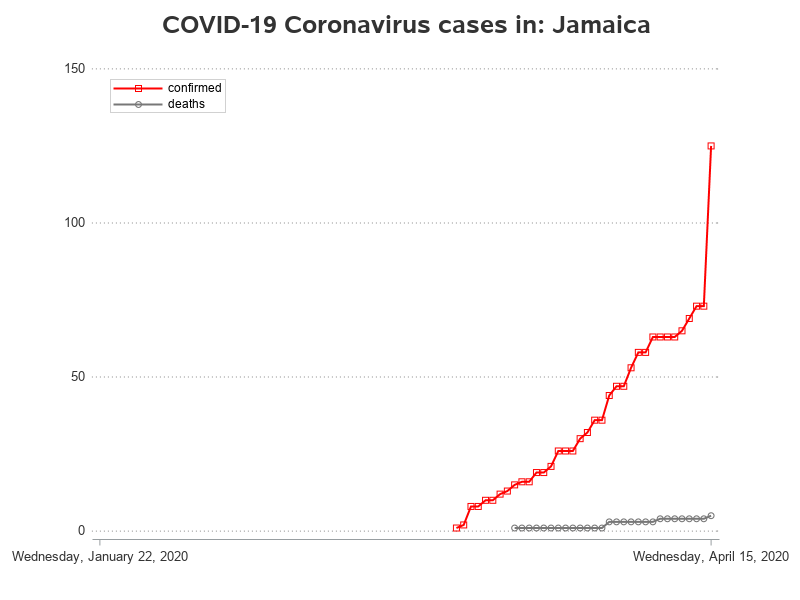 COVID-19 Coronavirus cases in: Jamaica
150
confirmed
deaths
100
50
0
Wednesday, January 22, 2020
Wednesday, April 15, 2020